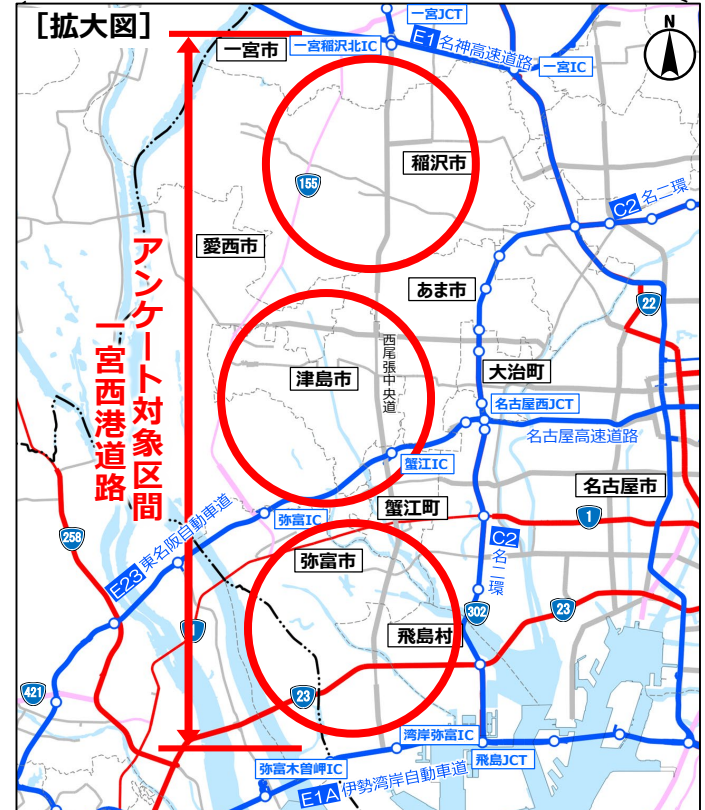 ［拡大図］
一宮JCT
N
一宮市
一宮稲沢北IC
E1 名神高速道路
一宮IC
稲沢市
155
C2 名二環
愛西市
あま市
22
アンケート対象区間
一宮西港道路
西尾張中央道
津島市
大治町
名古屋西JCT
名古屋高速道路
蟹江IC
名古屋市
258
E23 東名阪自動車道
弥富IC
蟹江町
1
C2 名二環
弥富市
302
23
飛島村
421
23
湾岸弥富IC
弥富木曽岬IC
飛島JCT
E1A 伊勢湾岸自動車道